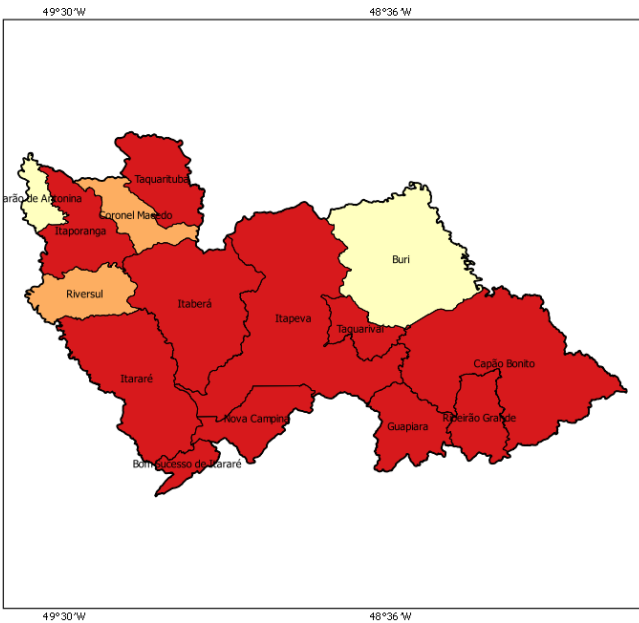 49°30'W 48°36'W
Taquarituba
arão de Antonina
Coronel Macedo
Itaporanga
Buri
Riversul
Itaberá
Itapeva
Taquarivaí
Capão Bonito
Itararé
Nova Campina
Ribeirão Grande
Guapiara
Bom Sucesso de Itararé
49°30'W 48°36'W